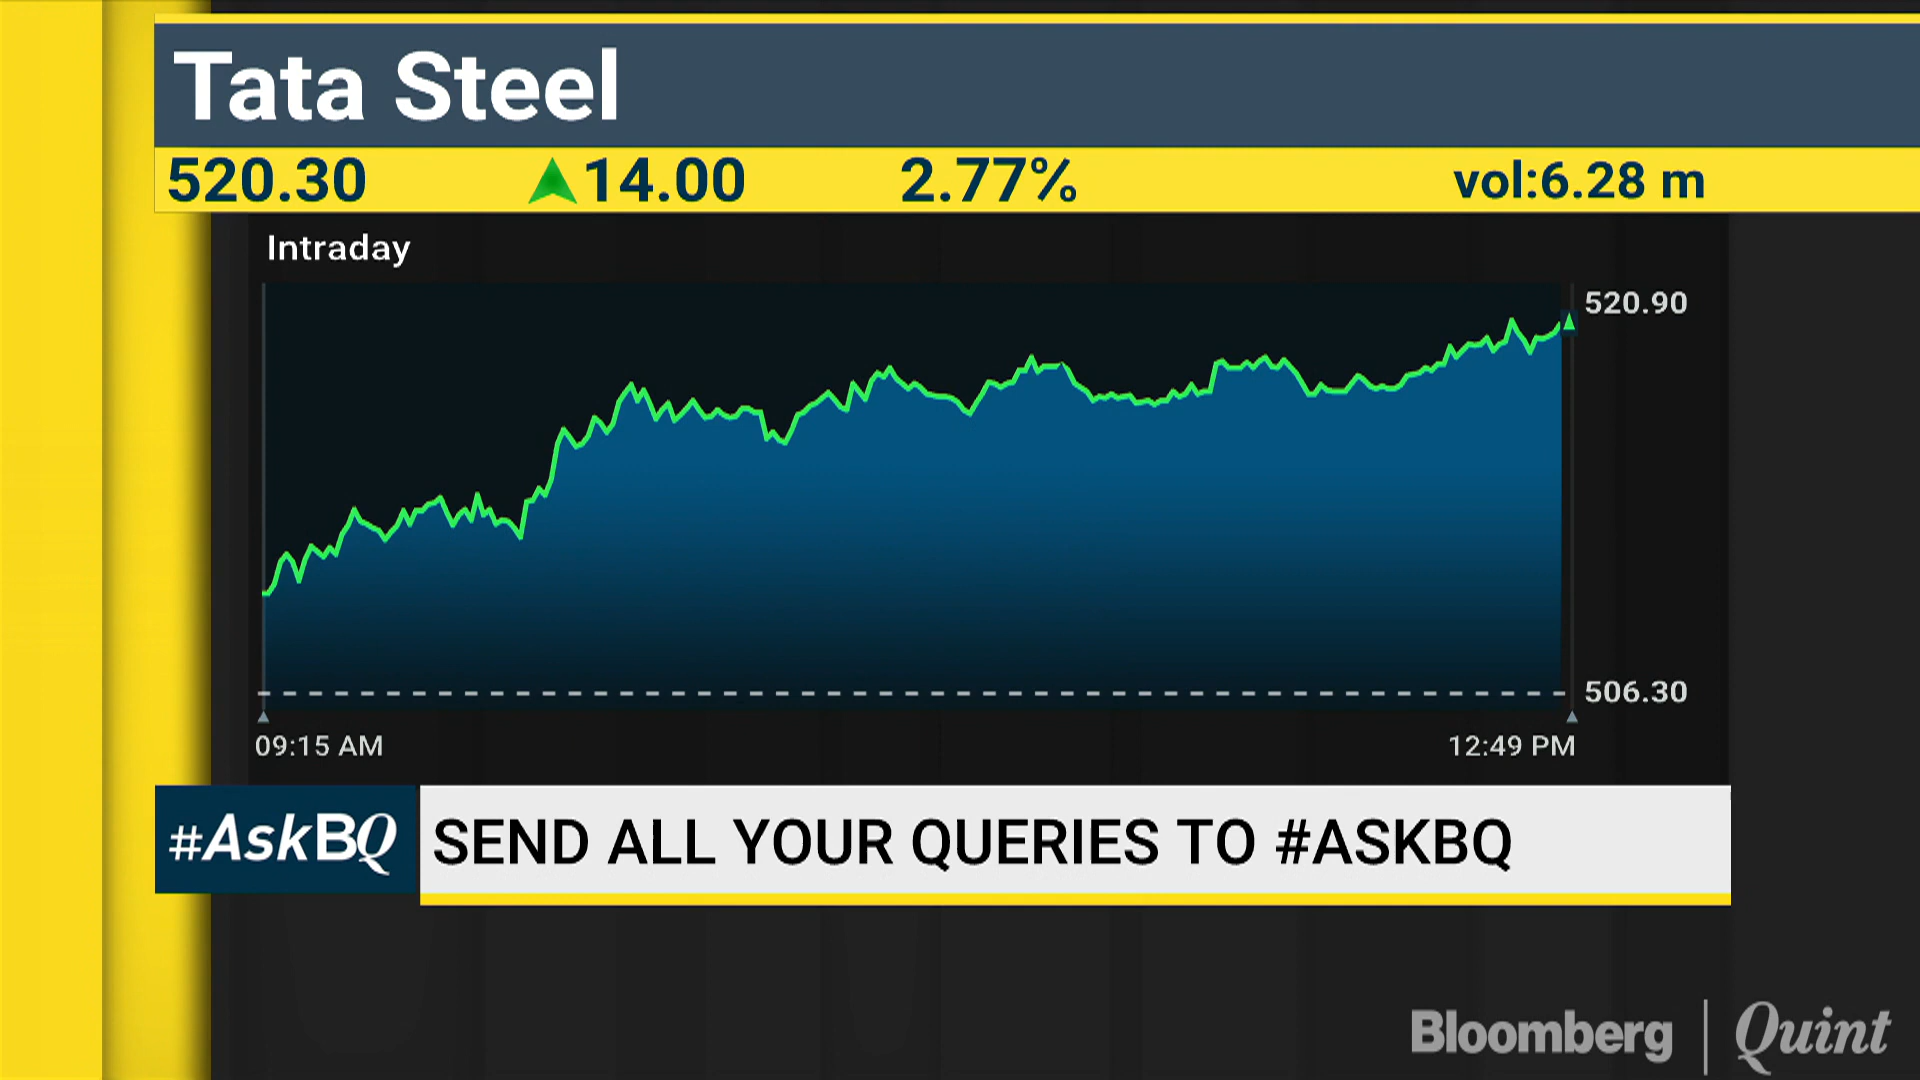 Tata Steel
520.30 ▲14.00 2.77% vol:6.28 m
Intraday
520.90
506.30
09:15 AM 12:49 PM
#AskBQ SEND ALL YOUR QUERIES TO #ASKBQ
Bloomberg | Quint